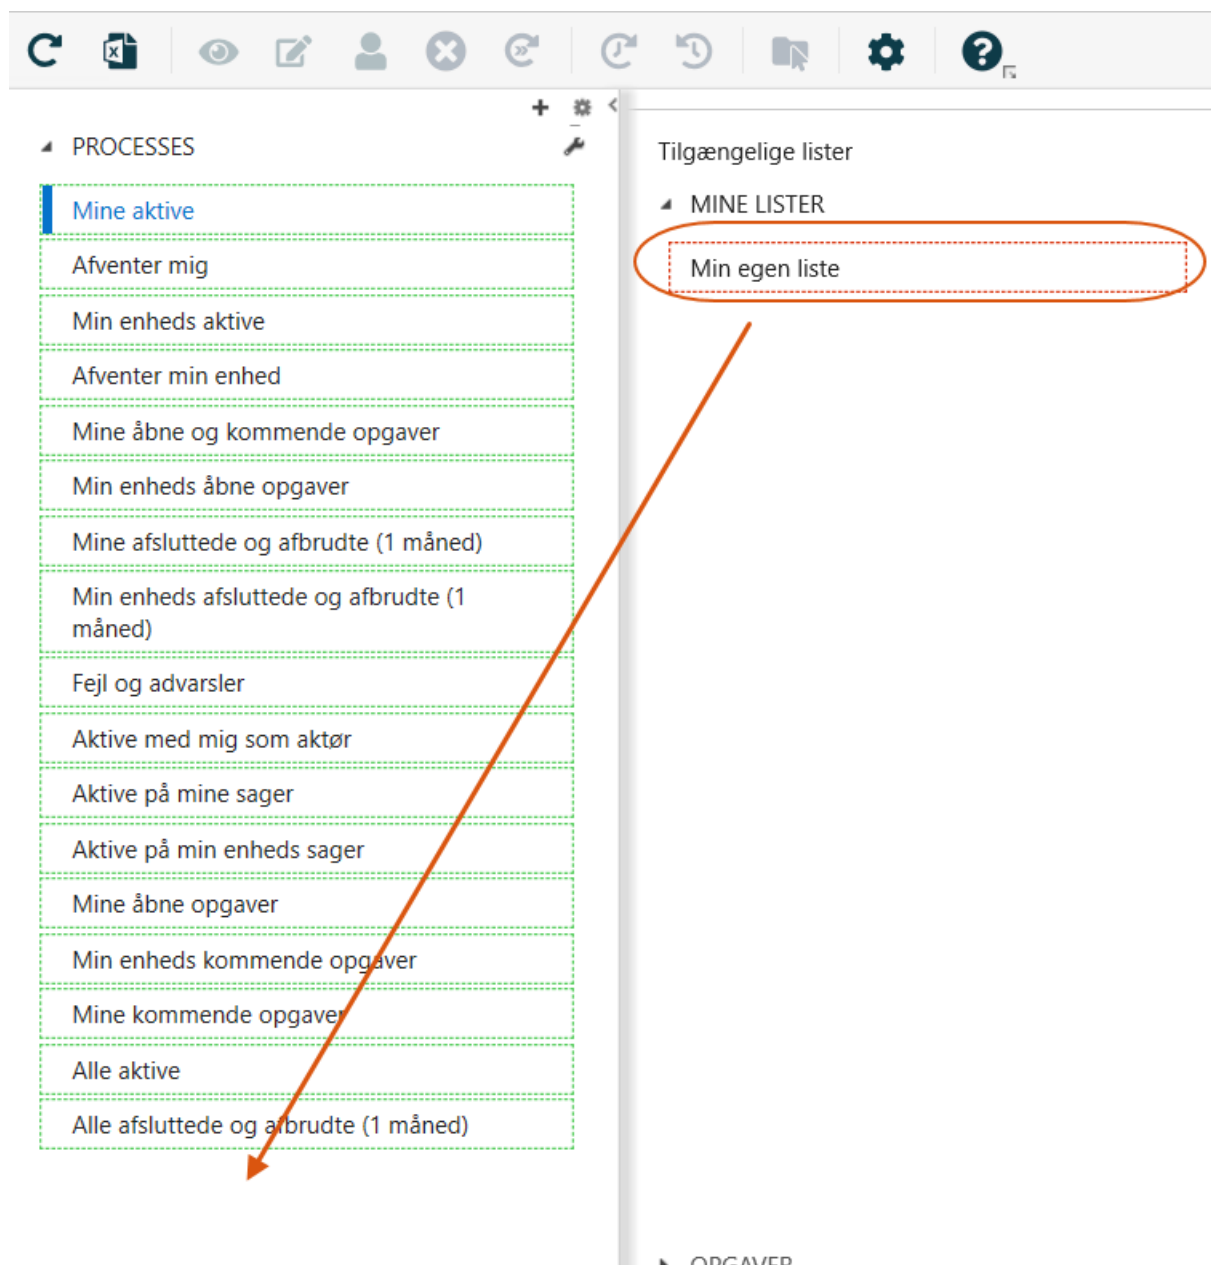 PROCESSES
Mine aktive
Afventer mig
Min enheds aktive
Afventer min enhed
Mine åbne og kommende opgaver
Min enheds åbne opgaver
Mine afsluttede og afbrudte (1 måned)
Min enheds afsluttede og afbrudte (1
måned)
Fejl og advarsler
Aktive med mig som aktør
Aktive på mine sager
Aktive på min enheds sager
Mine åbne opgaver
Min enheds kommende opgaver
Mine kommende opgaver
Alle aktive
Alle afsluttede og afbrudte (1 måned)
Tilgængelige lister
MINE LISTER
Min egen liste
OPGAVER